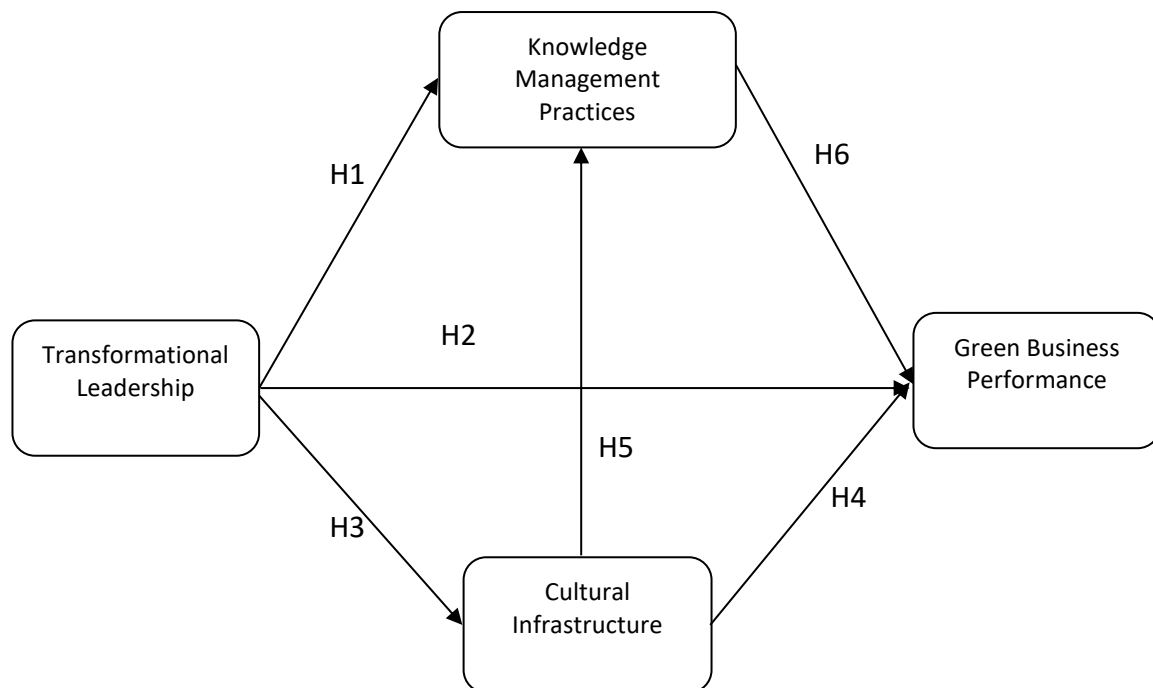 Knowledge
Management
Practices
H1
H6
H2
Transformational
Leadership
Green Business
Performance
H5
H3
H4
Cultural
Infrastructure